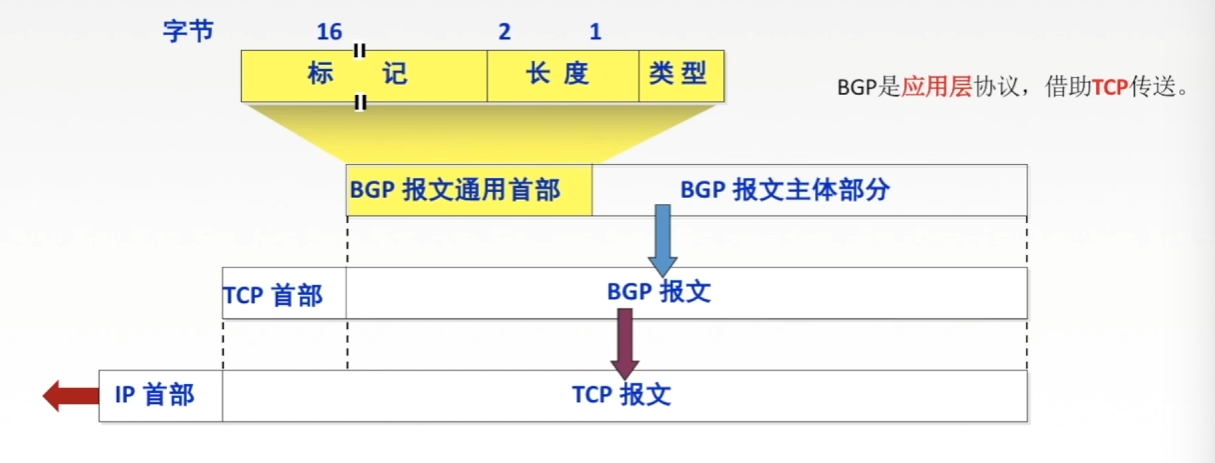 字节 16 2 1
标 记 长 度 类 型
BGP是应用层协议，借助TCP传送。
BGP 报文通用首部 BGP 报文主体部分
TCP 首部 BGP 报文
IP 首部 TCP 报文